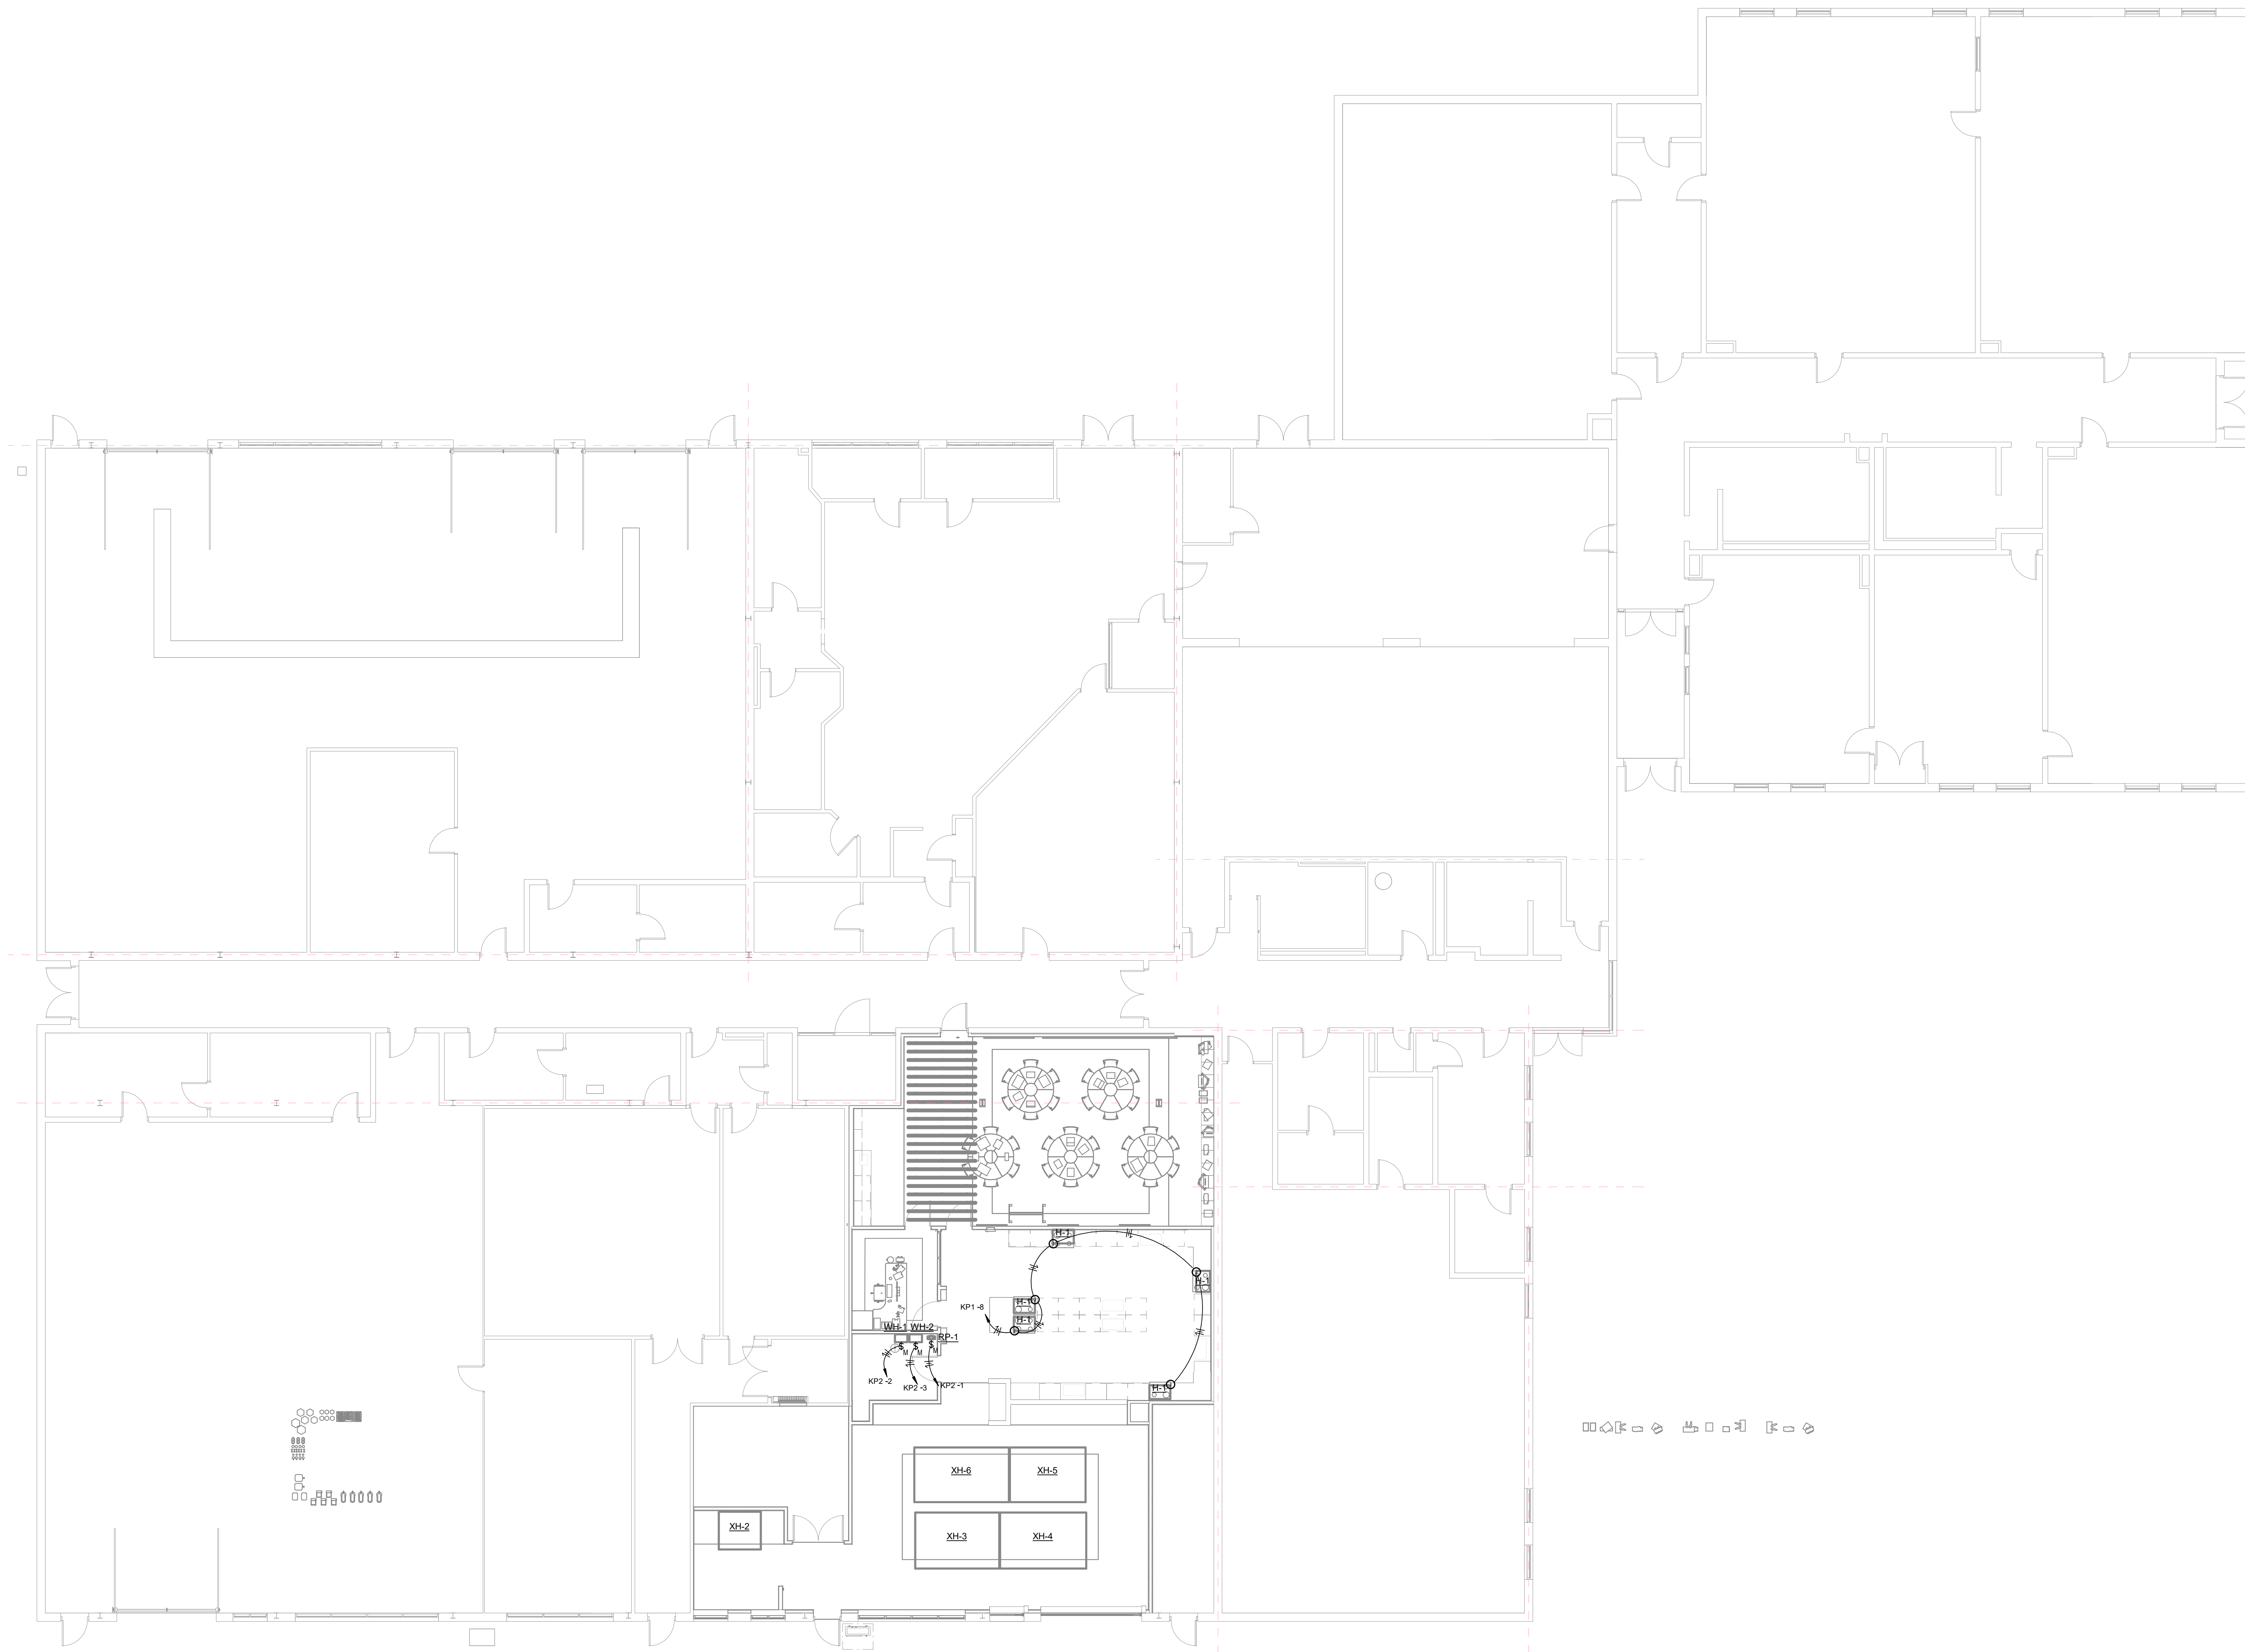 H-1
H-1
H-1
KP1 -8
H-1
WH-1 WH-2
RP-1
$ $ $
M M M
KP2 -2
KP2 -3
KP2 -1
H-1
XH-6
XH-5
XH-2
XH-3
XH-4